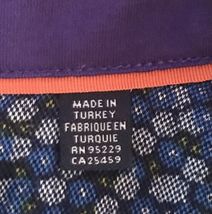 MADE IN
TURKEY
FABRIQUE EN
TURQUIE
RN 95229
CA25459